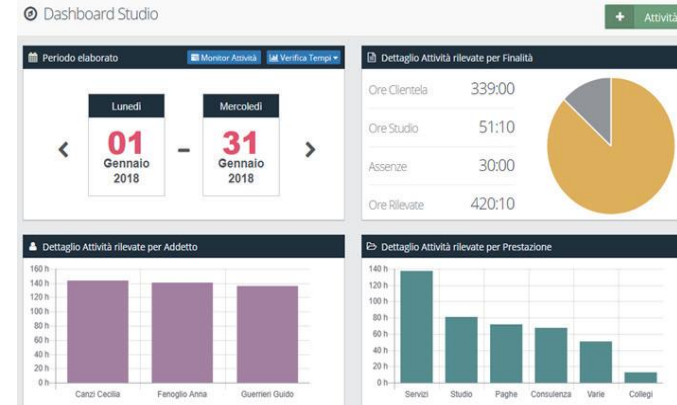 Dashboard Studio
+ Attività
Periodo elaborato
Monitor Attività
Verifica Tempi
Lunedì
01
Gennaio
2018
–
Mercoledì
31
Gennaio
2018
Dettaglio Attività rilevate per Finalità
Ore Clientela 339:00
Ore Studio 51:10
Assenze 30:00
Ore Rilevate 420:10
Dettaglio Attività rilevate per Addetto
160 h
140 h
120 h
100 h
80 h
60 h
40 h
20 h
0 h
Canzi Cecilia Fenoglio Anna Guerrieri Guido
Dettaglio Attività rilevate per Prestazione
140 h
120 h
100 h
80 h
60 h
40 h
20 h
0 h
Servizi Studio Paghe Consulenza Varie Collegi